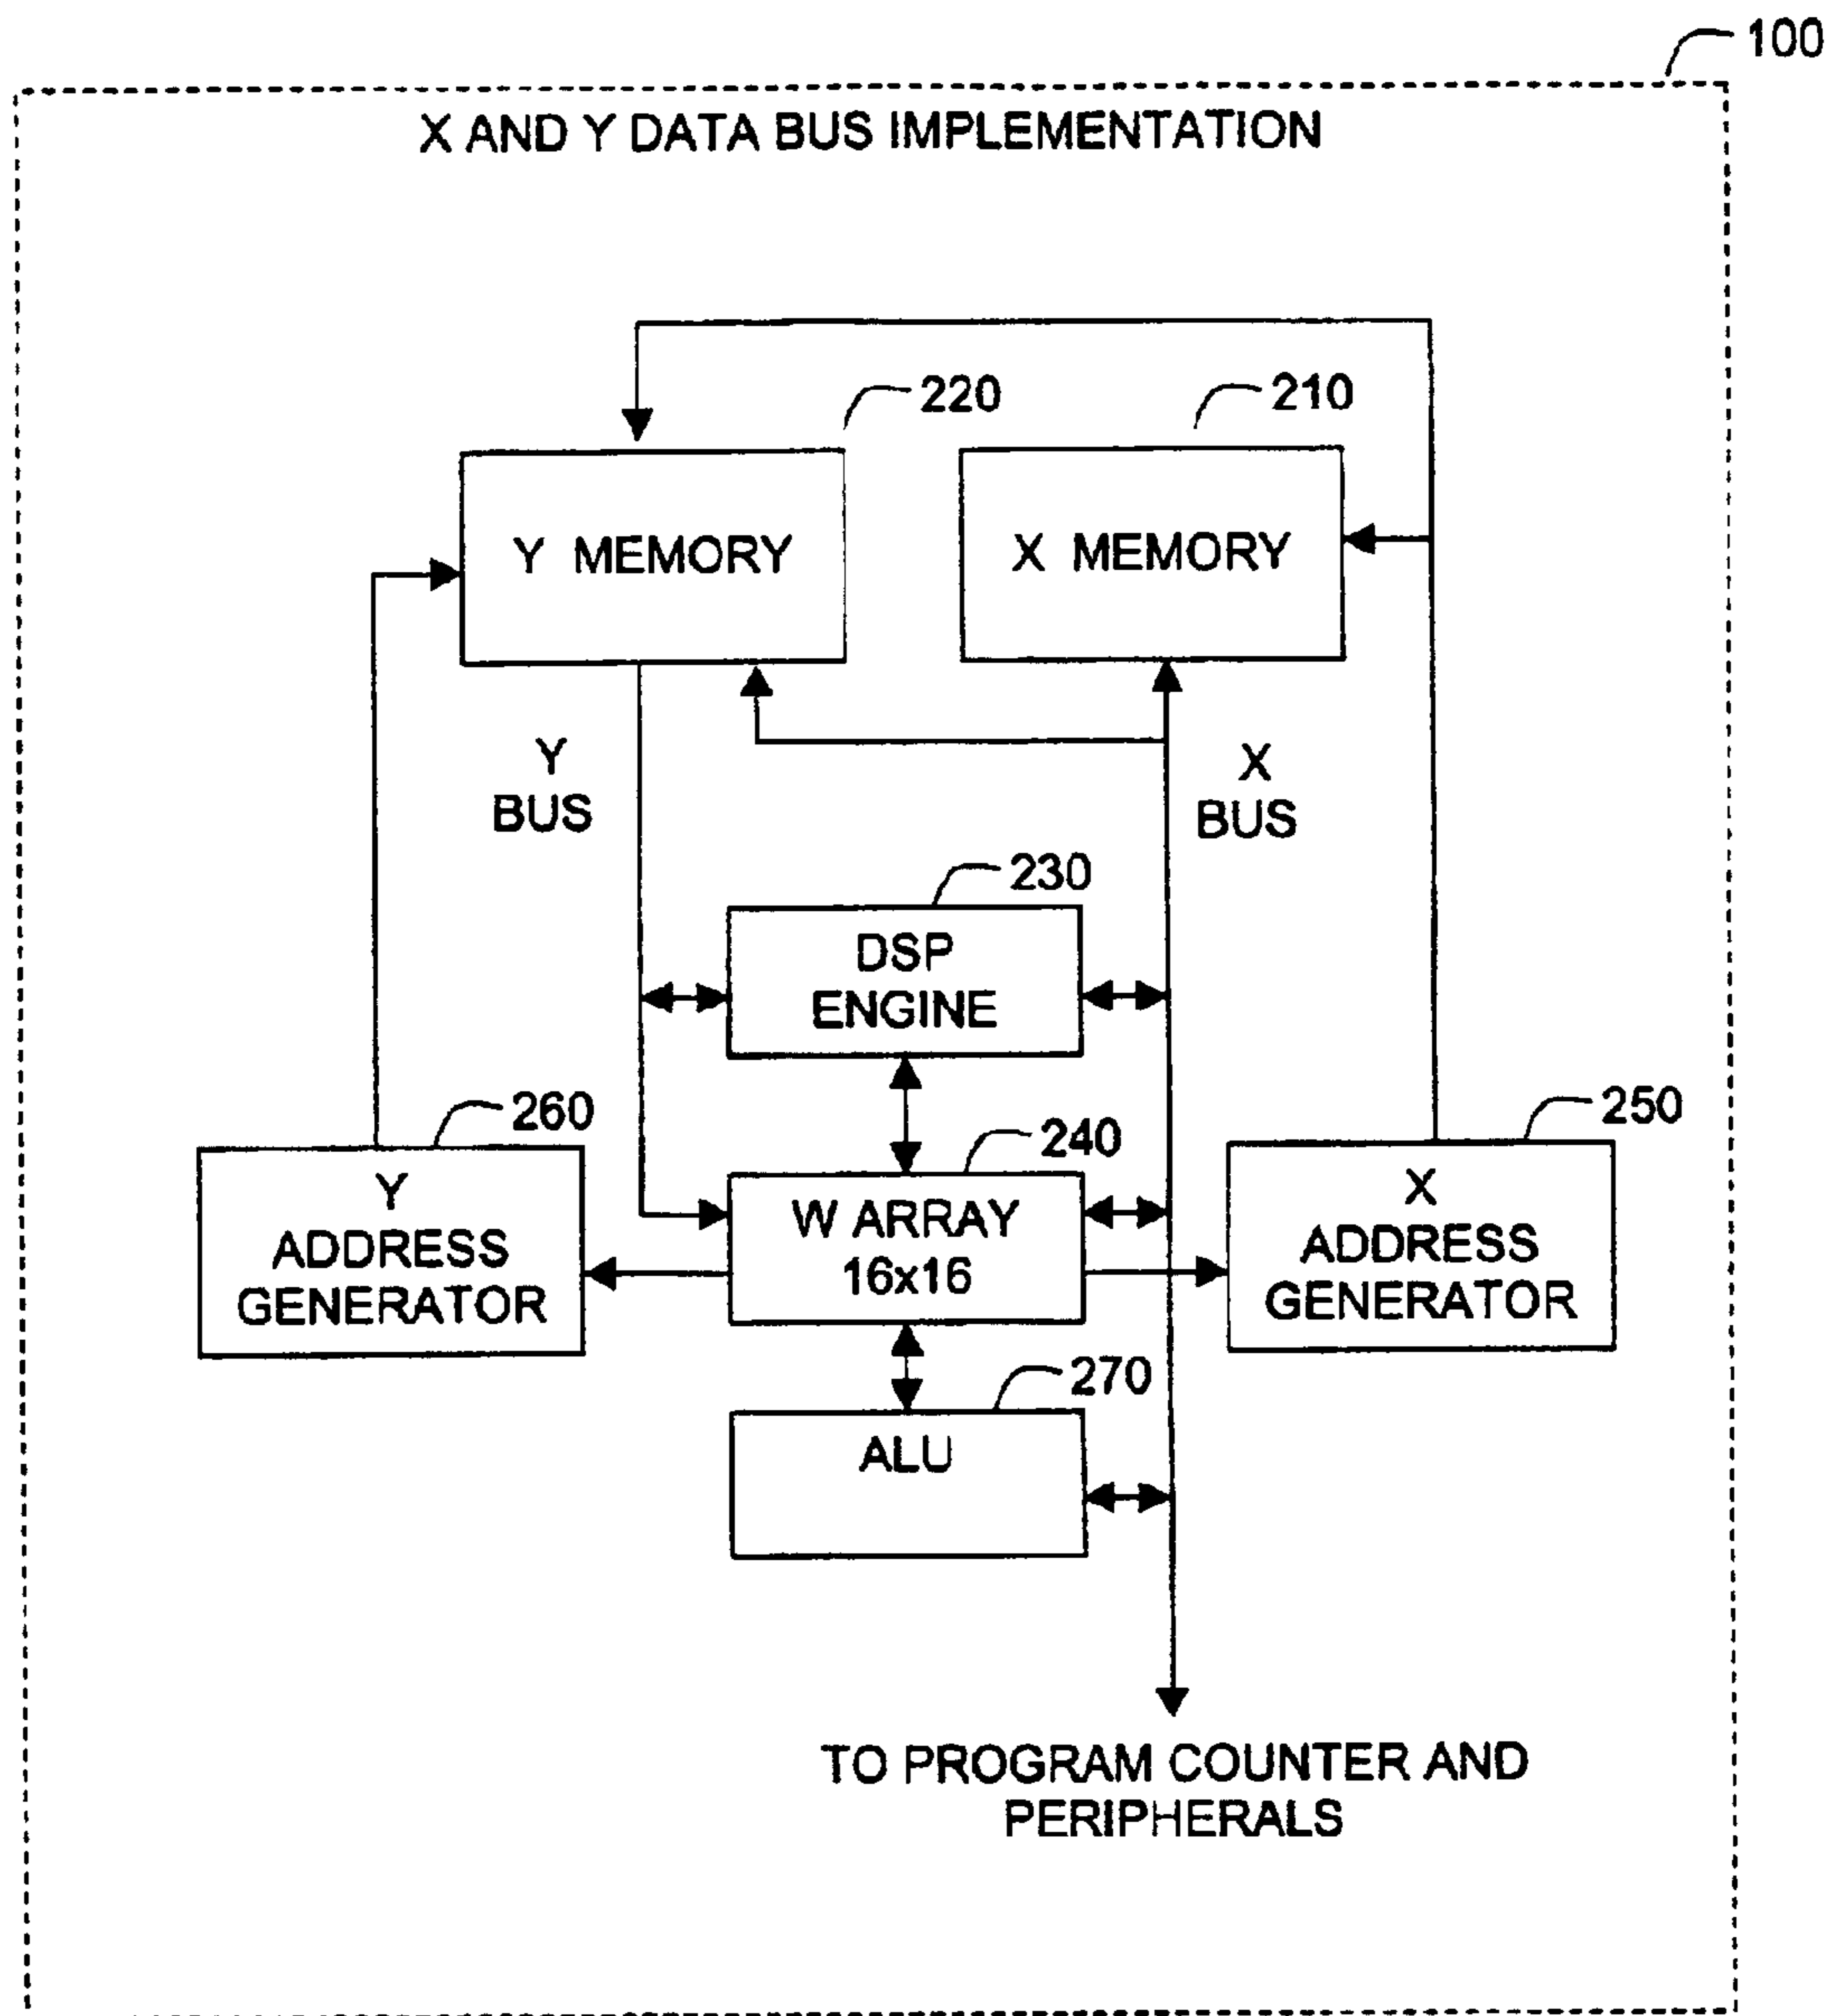 100
X AND Y DATA BUS IMPLEMENTATION
220
210
Y MEMORY
X MEMORY
Y
BUS
X
BUS
230
DSP
ENGINE
260
240
250
Y
ADDRESS
GENERATOR
W ARRAY
16x16
X
ADDRESS
GENERATOR
270
ALU
TO PROGRAM COUNTER AND
PERIPHERALS